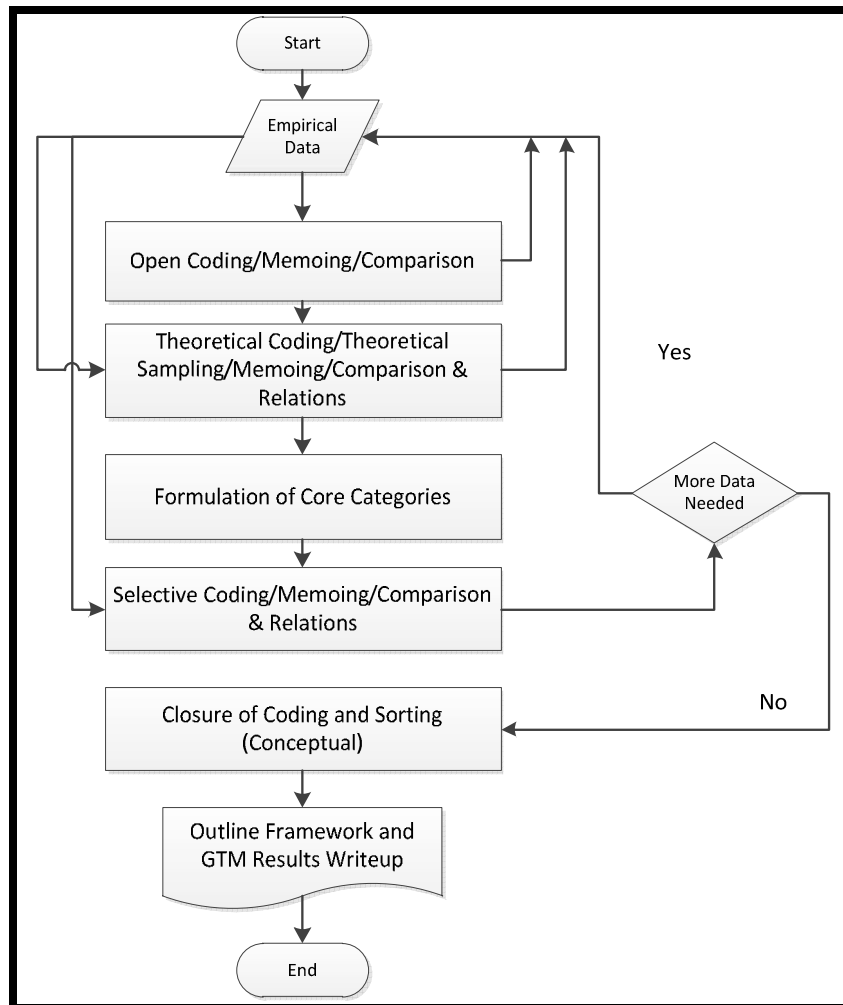 Start
Empirical
Data
Open Coding/Memoing/Comparison
Theoretical Coding/Theoretical
Sampling/Memoing/Comparison &
Relations
Yes
More Data
Needed
Formulation of Core Categories
Selective Coding/Memoing/Comparison
& Relations
No
Closure of Coding and Sorting
(Conceptual)
Outline Framework and
GTM Results Writeup
End